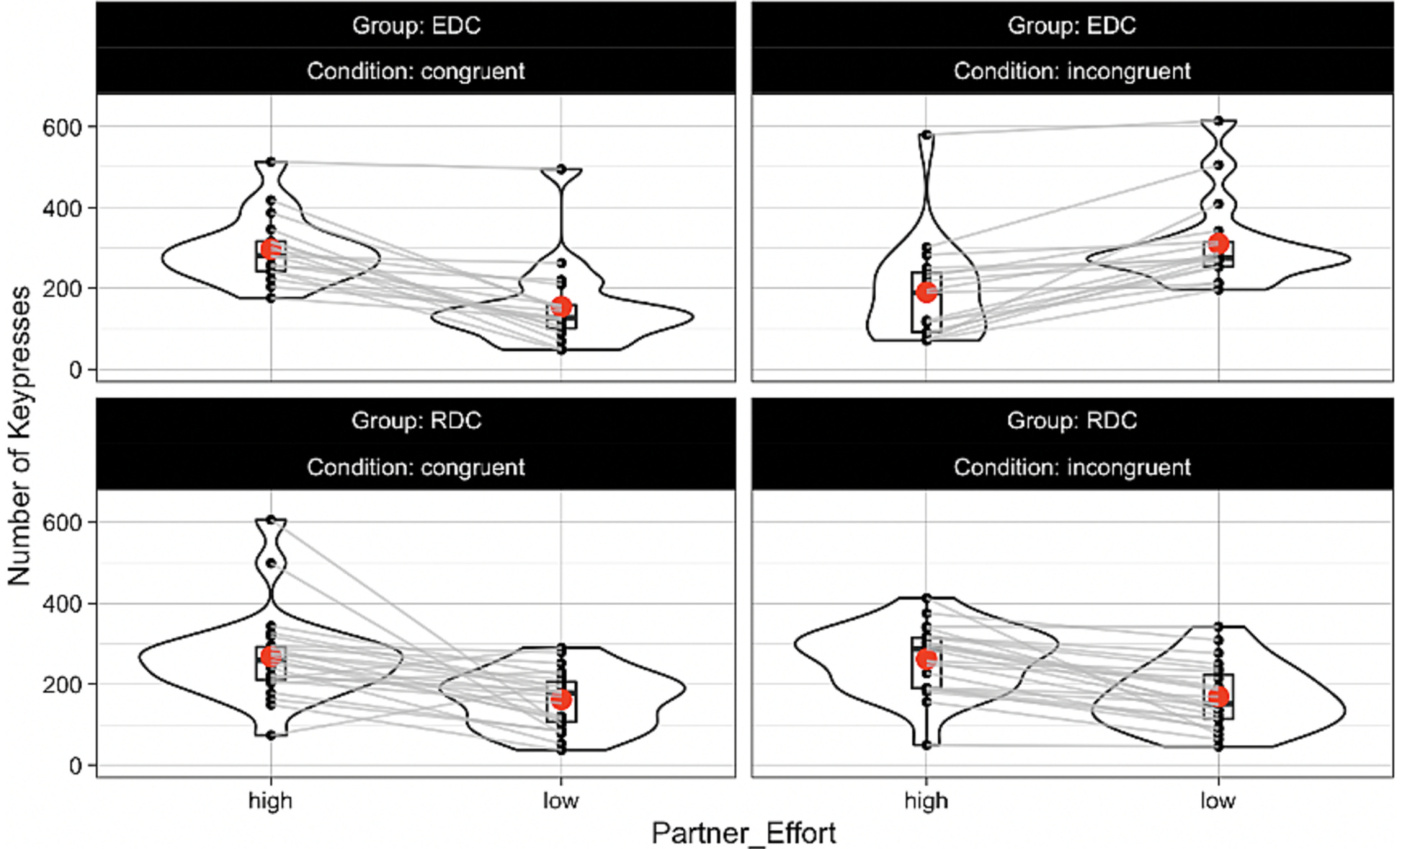 Group: EDC
Condition: congruent
Group: EDC
Condition: incongruent
600
400
200
0
Group: RDC
Condition: congruent
Group: RDC
Condition: incongruent
600
400
200
0
high
low
high
low
Partner_Effort
Number of Keypresses